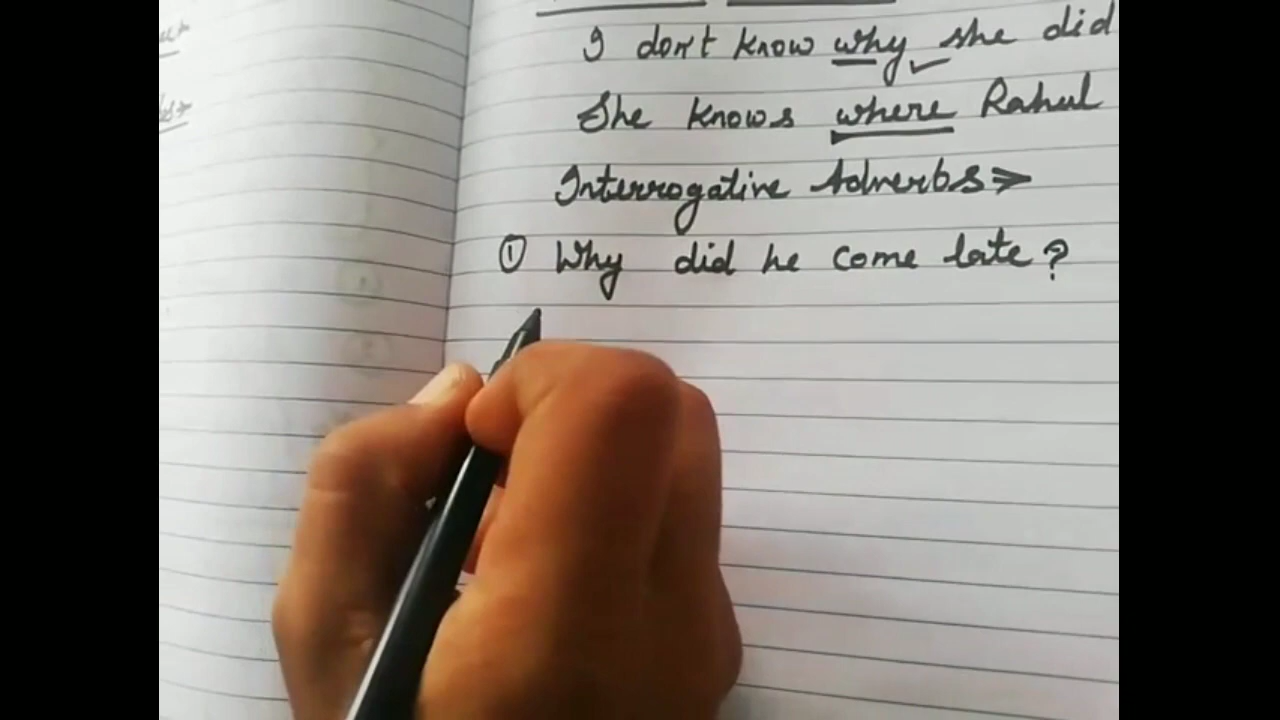 I don't know why she did
She knows where Rahul
Interrogative Adverbs⇒
① Why did he come late?